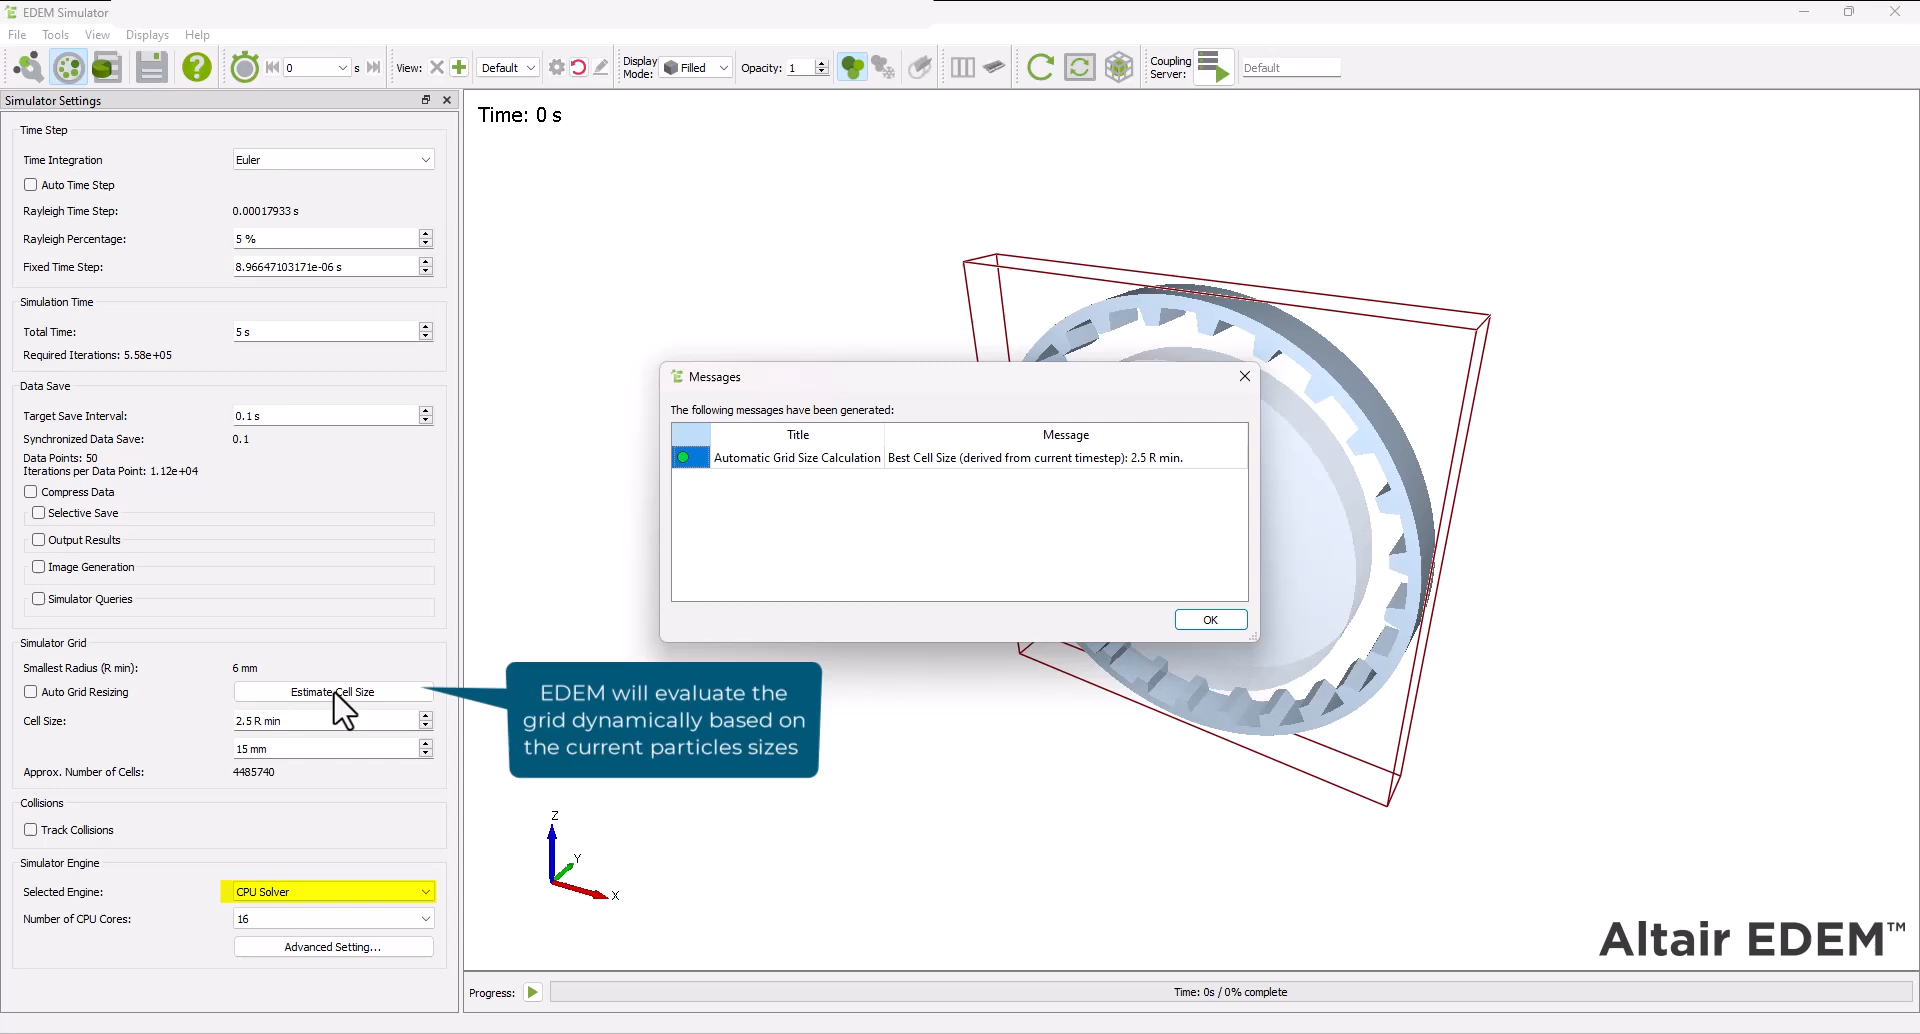 EDEM Simulator
File Tools View Displays Help
0 s View: Default Display Mode: Filled Opacity: 1 Coupling Server: Default
Simulator Settings
Time Step
Time Integration Euler
Auto Time Step
Rayleigh Time Step: 0.00017933 s
Rayleigh Percentage: 5 %
Fixed Time Step: 8.96647103171e-06 s
Simulation Time
Total Time: 5 s
Required Iterations: 5.58e+05
Data Save
Target Save Interval: 0.1 s
Synchronized Data Save: 0.1
Data Points: 50
Iterations per Data Point: 1.12e+04
Compress Data
Selective Save
Output Results
Image Generation
Simulator Queries
Simulator Grid
Smallest Radius (R min): 6 mm
Auto Grid Resizing Estimate Cell Size
Cell Size: 2.5 R min
15 mm
Approx. Number of Cells: 4485740
Collisions
Track Collisions
Simulator Engine
Selected Engine: CPU Solver
Number of CPU Cores: 16
Advanced Setting...
Time: 0 s
Messages
The following messages have been generated:
Title Message
Automatic Grid Size Calculation Best Cell Size (derived from current timestep): 2.5 R min.
OK
EDEM will evaluate the
grid dynamically based on
the current particles sizes
Z
Y
X
Altair EDEM™
Progress: Time: 0s / 0% complete